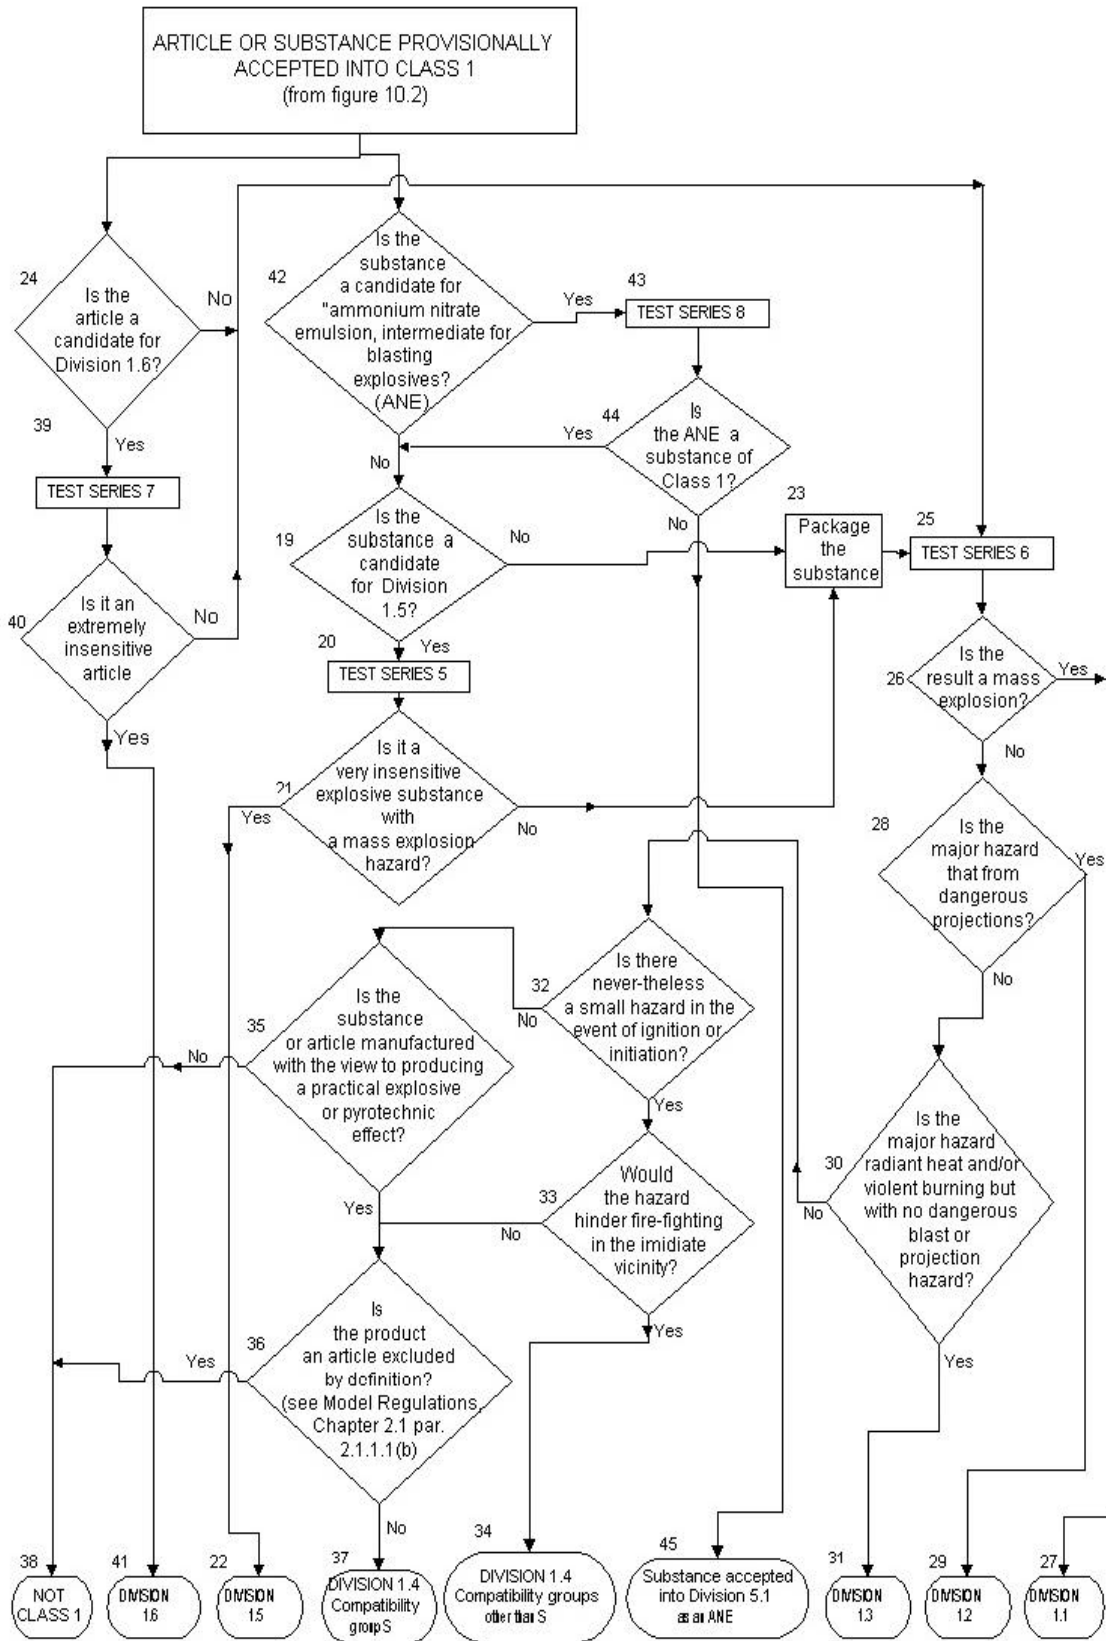 ARTICLE OR SUBSTANCE PROVISIONALLY
ACCEPTED INTO CLASS 1
(from figure 10.2)
24
Is the
article a
candidate for
Division 1.6?
No
Yes
39
TEST SERIES 7
40
Is it an
extremely
insensitive
article
No
Yes
42
Is the
substance
a candidate for
"ammonium nitrate
emulsion, intermediate for
blasting
explosives?
(ANE)
Yes
No
43
TEST SERIES 8
44
Is
the ANE a
substance of
Class 1?
Yes
No
19
Is the
substance a
candidate
for Division
1.5?
No
Yes
23
Package
the
substance
25
TEST SERIES 6
20
TEST SERIES 5
21
Is it a
very insensitive
explosive substance
with
a mass explosion
hazard?
Yes
No
26
Is the
result a mass
explosion?
Yes
No
28
Is the
major hazard
that from
dangerous
projections?
Yes
No
30
Is the
major hazard
radiant heat and/or
violent burning but
with no dangerous
blast or
projection
hazard?
No
Yes
32
Is there
never-theless
a small hazard in the
event of ignition or
initiation?
No
Yes
33
Would
the hazard
hinder fire-fighting
in the imidiate
vicinity?
No
Yes
35
Is the
substance
or article manufactured
with the view to producing
a practical explosive
or pyrotechnic
effect?
No
Yes
36
Is
the product
an article excluded
by definition?
(see Model Regulations,
Chapter 2.1 par.
2.1.1.1(b)
Yes
No
38
NOT
CLASS 1
41
DIVISION
1.6
22
DIVISION
1.5
37
DIVISION 1.4
Compatibility
group S
34
DIVISION 1.4
Compatibility groups
other than S
45
Substance accepted
into Division 5.1
as an ANE
31
DIVISION
1.3
29
DIVISION
1.2
27
DIVISION
1.1